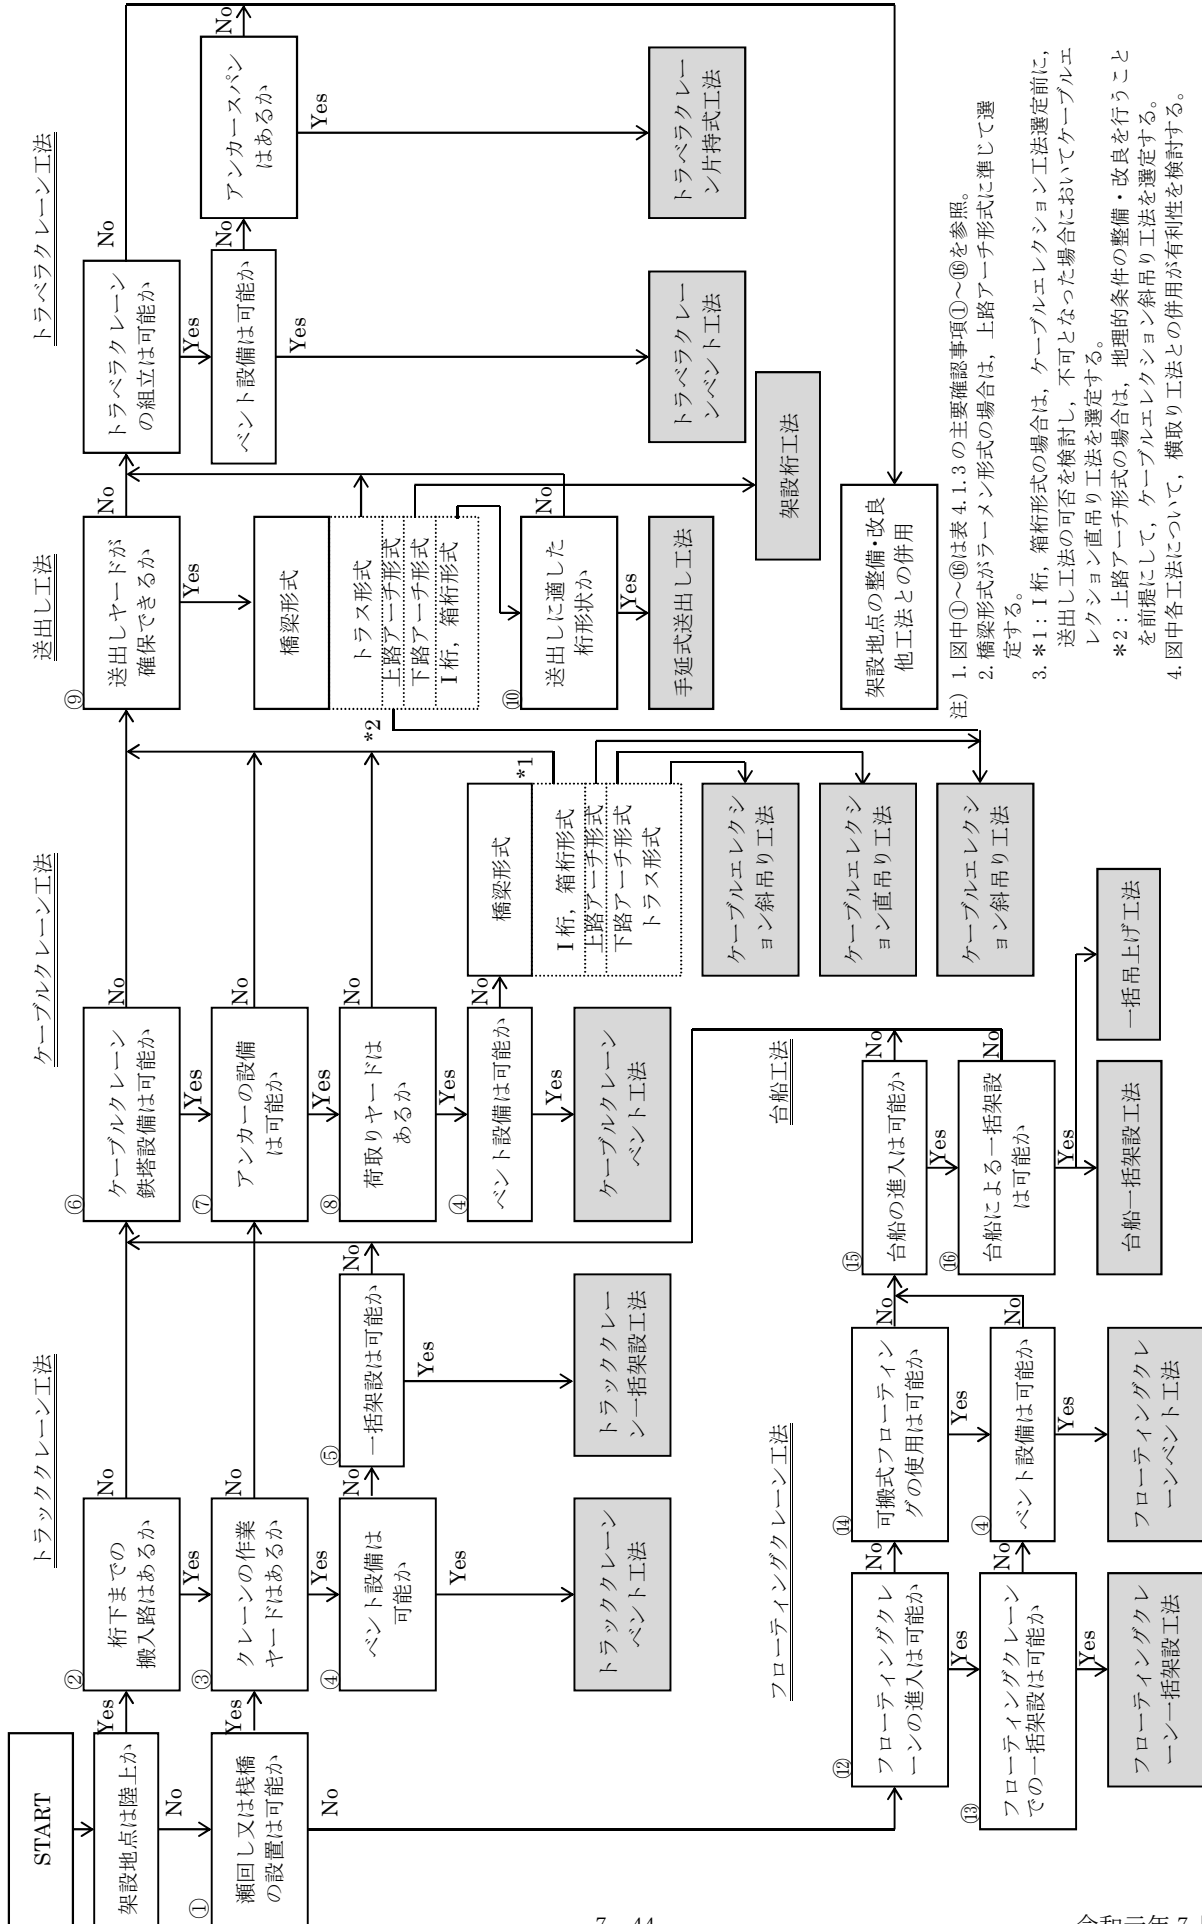 START
架設地点は陸上か
Yes
No
①
瀬回し又は桟橋
の設置は可能か
Yes
No
トラッククレーン工法
②
桁下までの
搬入路はあるか
No
Yes
③
クレーンの作業
ヤードはあるか
No
Yes
④
ベント設備は
可能か
No
Yes
⑤
一括架設は可能か
No
Yes
トラッククレーン
ベント工法
トラッククレー
ン一括架設工法
ケーブルクレーン工法
⑥
ケーブルクレーン
鉄塔設備は可能か
No
Yes
⑦
アンカーの設備
は可能か
No
Yes
⑧
荷取りヤードは
あるか
No
Yes
④
ベント設備は可能か
No
Yes
ケーブルクレーン
ベント工法
橋梁形式
*1
I桁，箱桁形式
上路アーチ形式
下路アーチ形式
トラス形式
ケーブルエレクシ
ョン斜吊り工法
ケーブルエレクシ
ョン直吊り工法
ケーブルエレクシ
ョン斜吊り工法
送出し工法
⑨
送出しヤードが
確保できるか
No
Yes
橋梁形式
トラス形式
上路アーチ形式
下路アーチ形式
I桁，箱桁形式
*2
⑩
送出しに適した
桁形状か
No
Yes
手延式送出し工法
架設桁工法
トラベラクレーン工法
トラベラクレーン
の組立は可能か
No
Yes
ベント設備は可能か
No
Yes
アンカースパン
はあるか
No
Yes
トラベラクレー
ンベント工法
トラベラクレー
ン片持式工法
架設地点の整備・改良
他工法との併用
フローティングクレーン工法
⑫
フローティングクレ
ーンの進入は可能か
No
Yes
⑬
フローティングクレーン
での一括架設は可能か
No
Yes
フローティングクレ
ーン一括架設工法
⑭
可搬式フローティン
グの使用は可能か
No
Yes
④
ベント設備は可能か
No
Yes
フローティングクレ
ーンベント工法
台船工法
⑮
台船の進入は可能か
No
Yes
⑯
台船による一括架設
は可能か
No
Yes
台船一括架設工法
一括吊上げ工法
注）1. 図中①～⑯は表 4.1.3 の主要確認事項①～⑯を参照。
2. 橋梁形式がラーメン形式の場合は，上路アーチ形式に準じて選
定する。
3. *1：I桁，箱桁形式の場合は，ケーブルエレクション工法選定前に，
送出し工法の可否を検討し，不可となった場合においてケーブルエ
レクション直吊り工法を選定する。
*2：上路アーチ形式の場合は，地理的条件の整備・改良を行うこと
を前提にして，ケーブルエレクション斜吊り工法を選定する。
4. 図中各工法について，横取り工法との併用が有利性を検討する。
7－44
令和元年7月